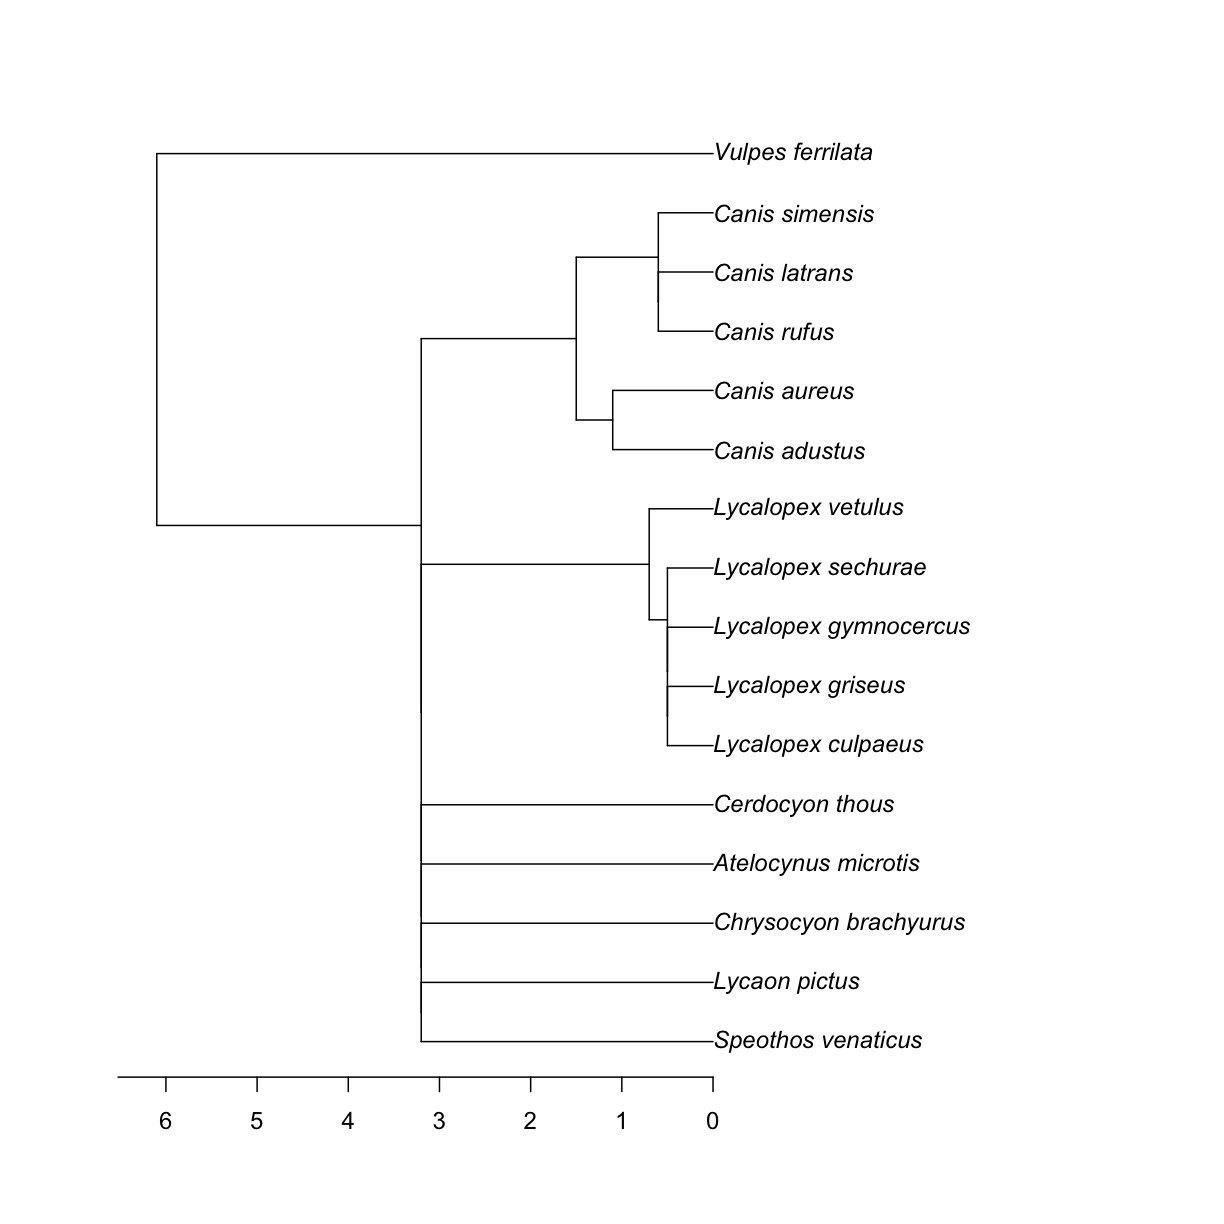 Vulpes ferrilata
Canis simensis
Canis latrans
Canis rufus
Canis aureus
Canis adustus
Lycalopex vetulus
Lycalopex sechurae
Lycalopex gymnocercus
Lycalopex griseus
Lycalopex culpaeus
Cerdocyon thous
Atelocynus microtis
Chrysocyon brachyurus
Lycaon pictus
Speothos venaticus
6 5 4 3 2 1 0